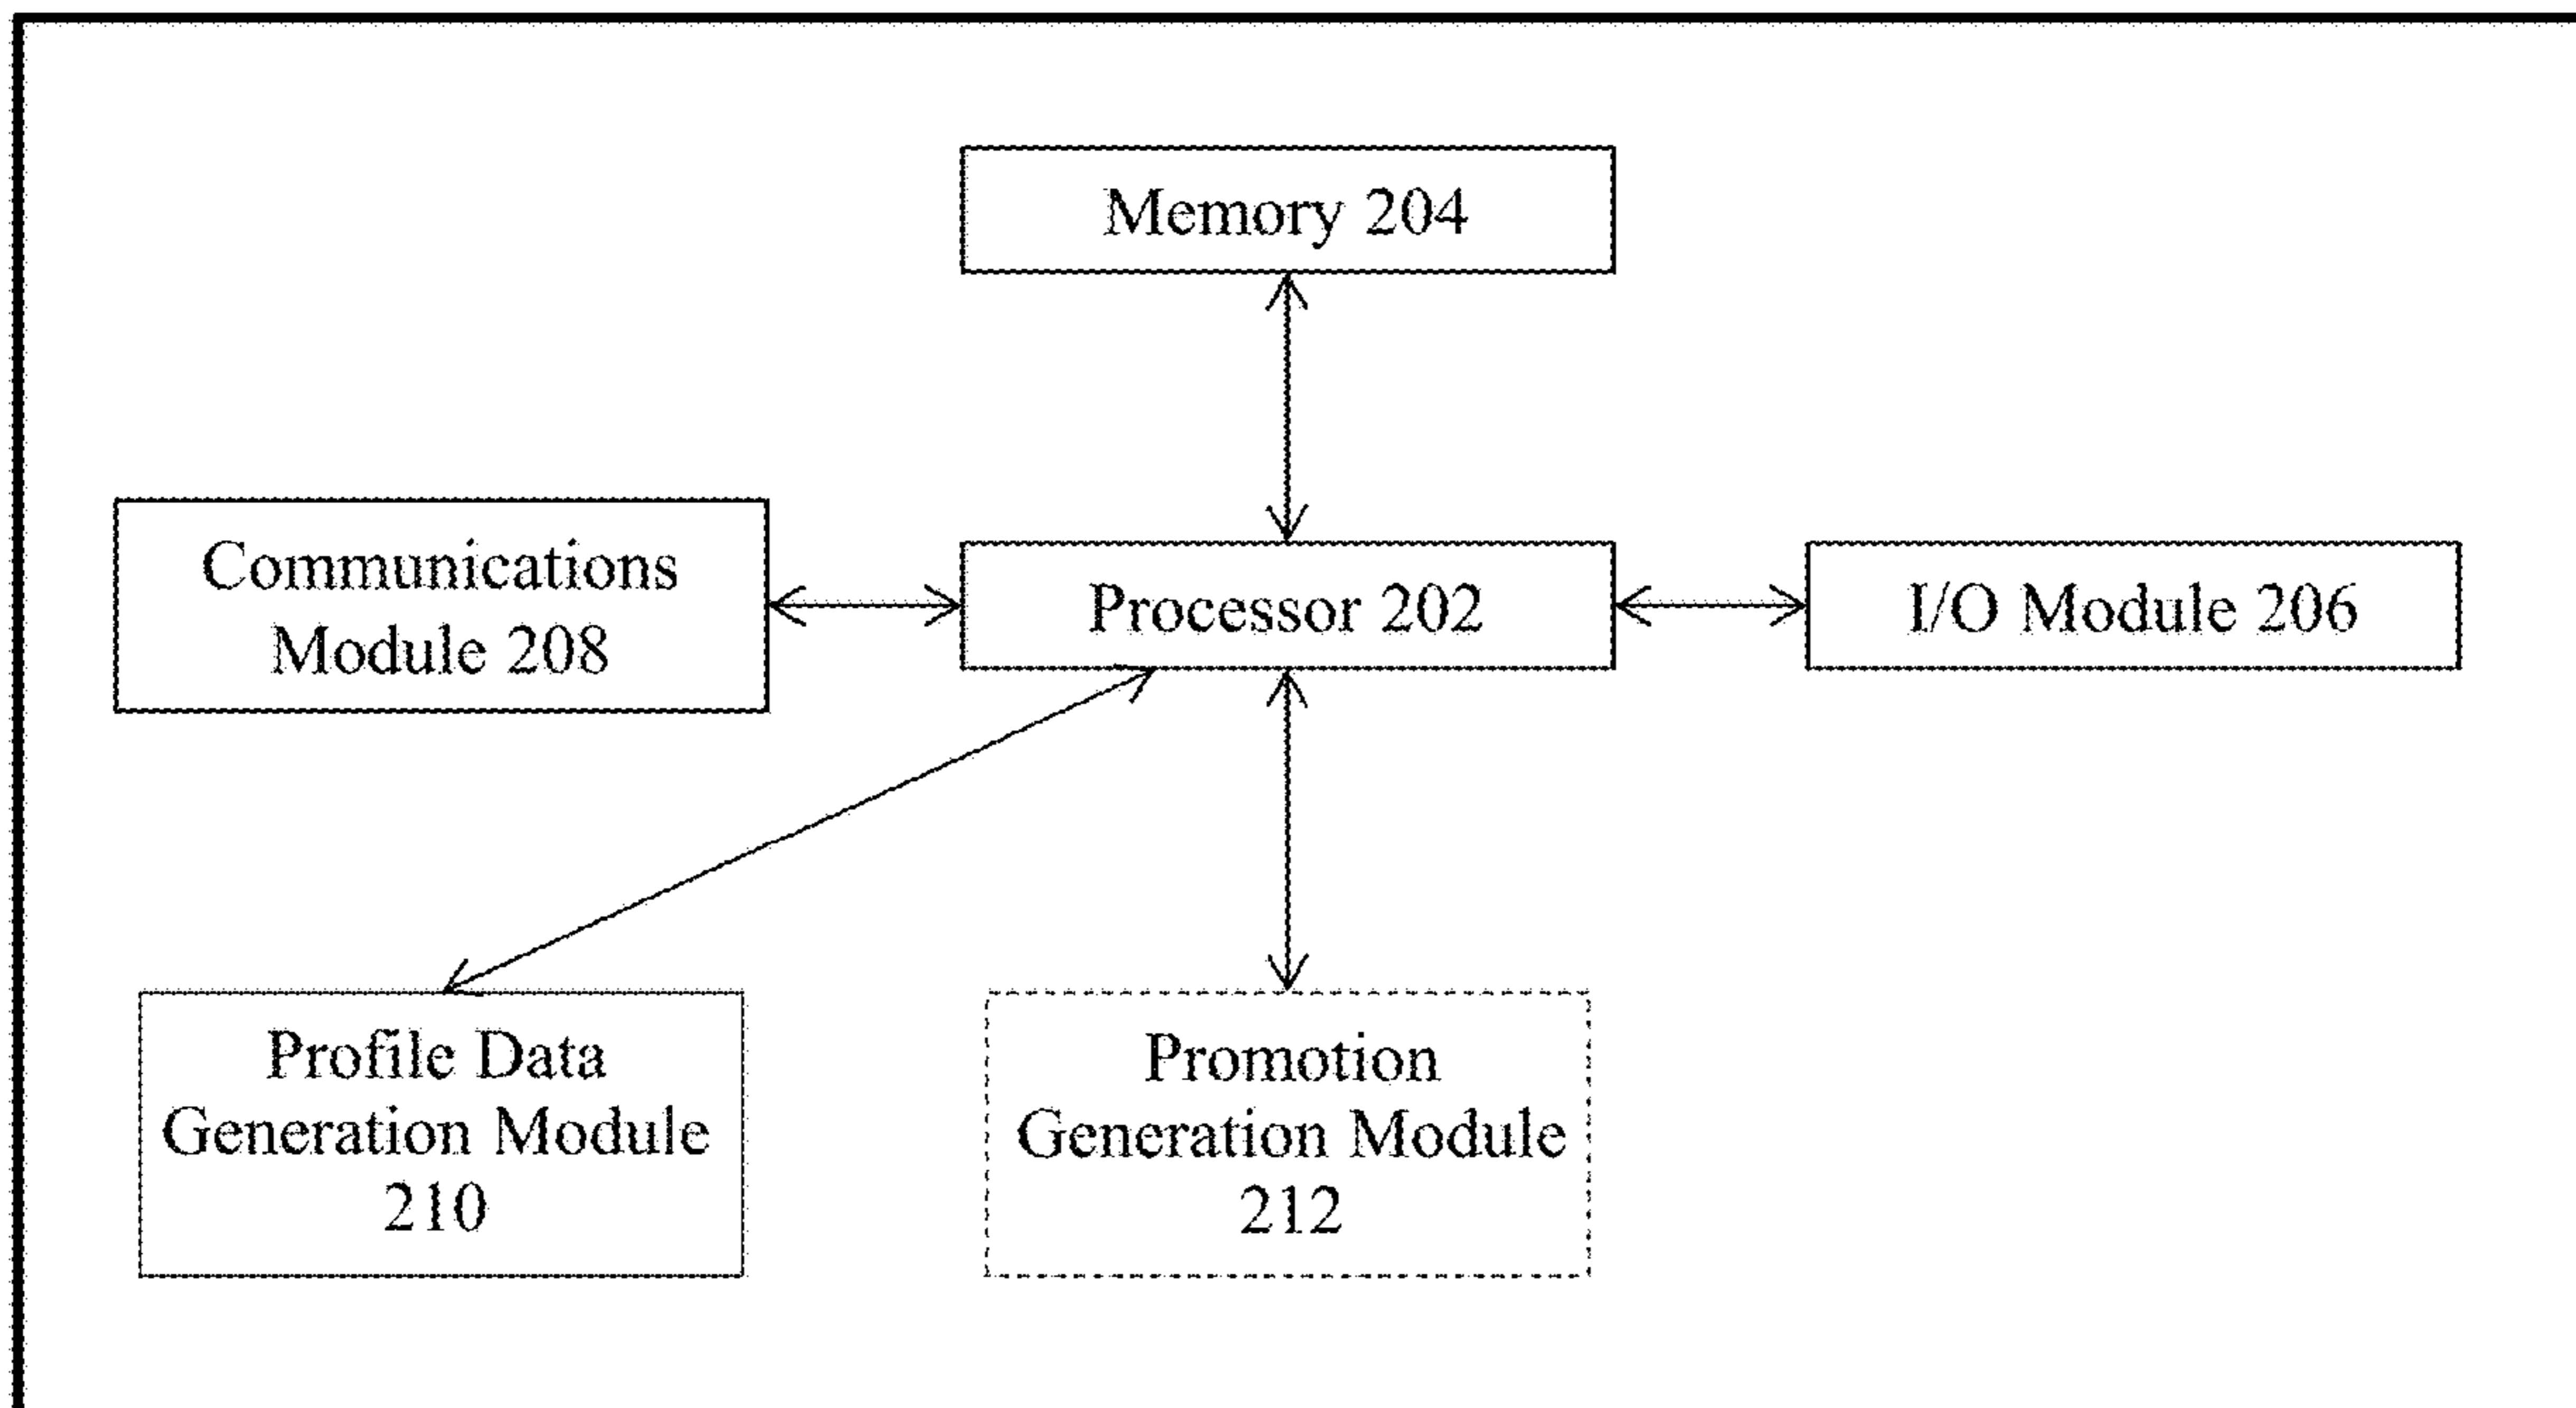 Memory 204
Communications
Module 208
Processor 202
I/O Module 206
Profile Data
Generation Module
210
Promotion
Generation Module
212